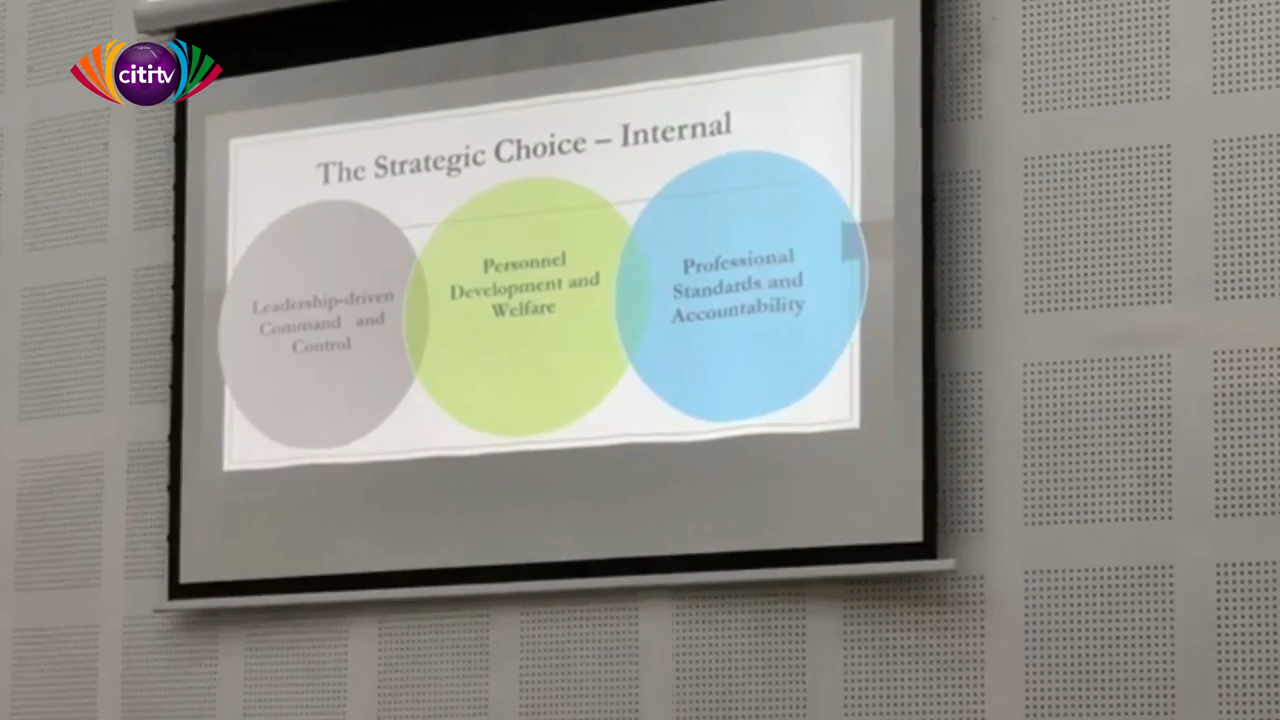 citi tv
The Strategic Choice – Internal
Leadership-driven
Command and
Control
Personnel
Development and
Welfare
Professional
Standards and
Accountability